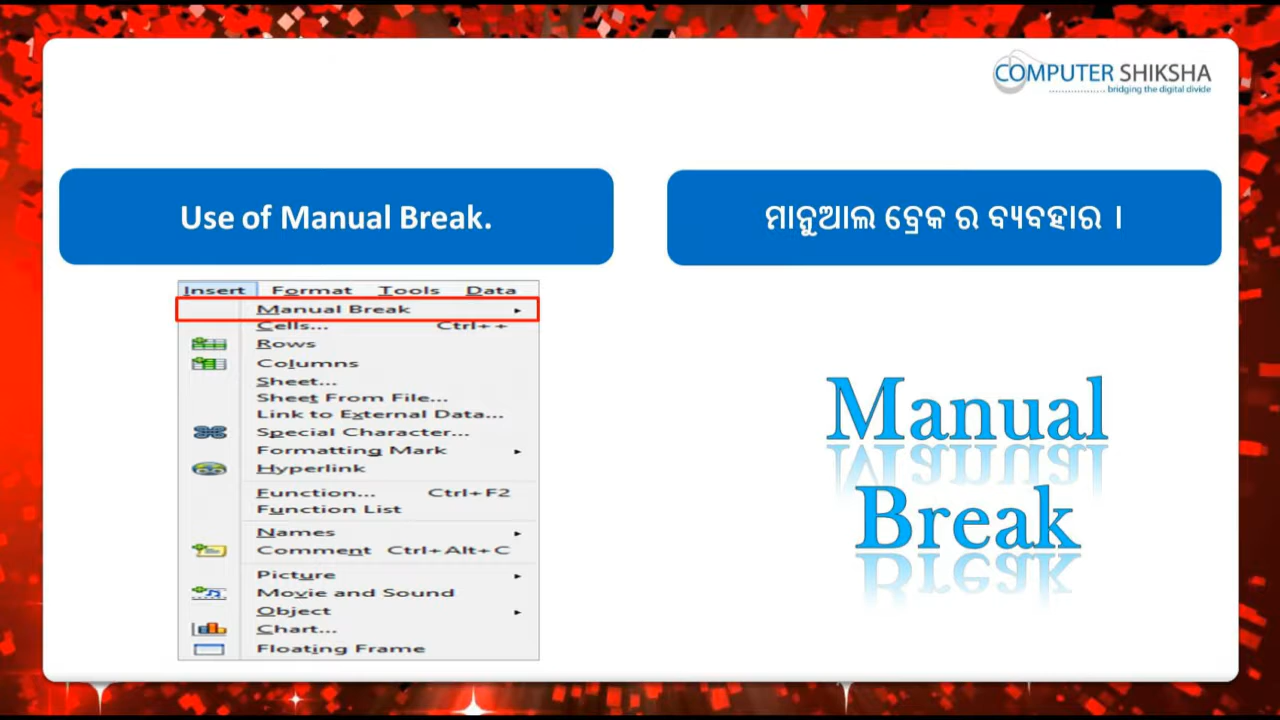 COMPUTER SHIKSHA
bridging the digital divide
Use of Manual Break.
ମାନୁଆଲ ବ୍ରେକ ର ବ୍ୟବହାର ।
Insert Format Tools Data
Manual Break
Cells... Ctrl++
Rows
Columns
Sheet...
Sheet From File...
Link to External Data...
Special Character...
Formatting Mark
Hyperlink
Function... Ctrl+F2
Function List
Names
Comment Ctrl+Alt+C
Picture
Movie and Sound
Object
Chart...
Floating Frame
Manual
Break